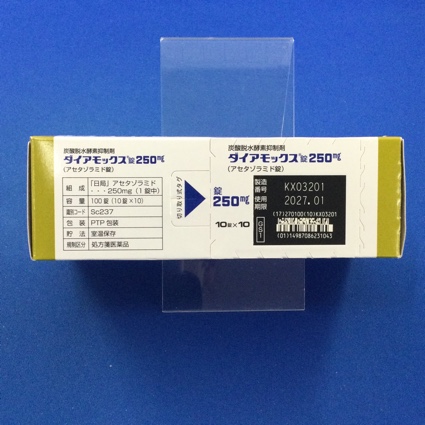 炭酸脱水酵素抑制剤
ダイアモックス錠250mg
(アセタゾラミド錠)
組成 「日局」アセタゾラミド
・・・250mg(1錠中)
容量 100錠(10錠×10)
識別コード Sc237
包装 PTP包装
貯法 室温保存
規制区分 処方箋医薬品
切り取り式タグ
錠
250mg
10錠×10
炭酸脱水酵素抑制剤
ダイアモックス錠250mg
(アセタゾラミド錠)
製造番号 KX03201
使用期限 2027.01
(17)270100(10)KX03201
GS1
(01)14987086231043